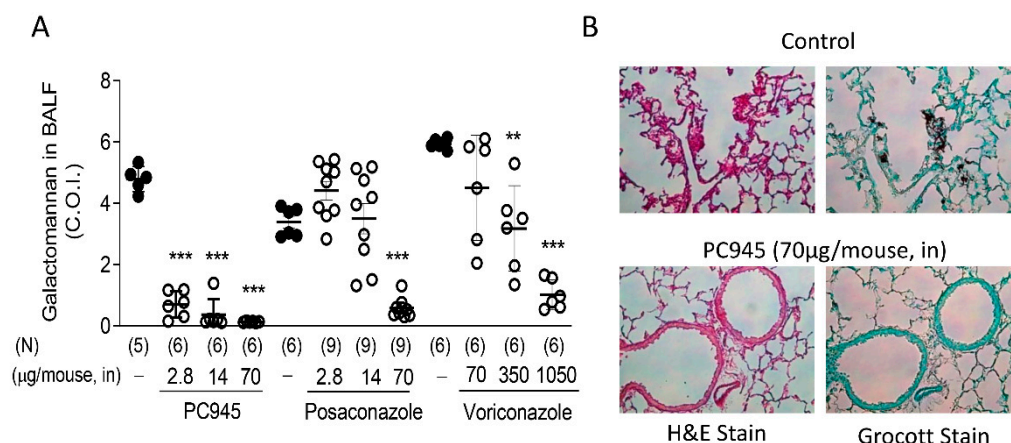 A
Galactomannan in BALF
(C.O.I.)
8
6
4
2
0
*** *** *** *** ** ***
(N) (5) (6) (6) (6) (6) (9) (9) (9) (6) (6) (6) (6)
(μg/mouse, in) – 2.8 14 70 – 2.8 14 70 – 70 350 1050
PC945 Posaconazole Voriconazole
B
Control
PC945 (70μg/mouse, in)
H&E Stain Grocott Stain